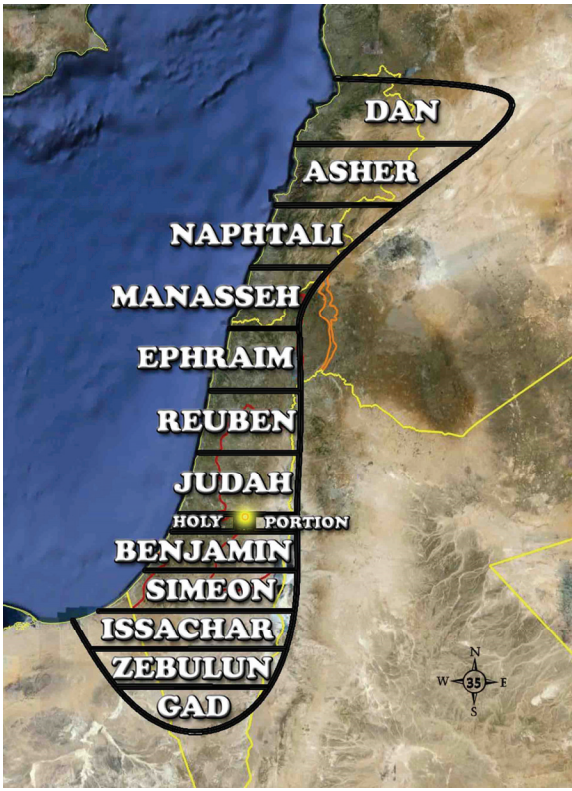 DAN
ASHER
NAPHTALI
MANASSEH
EPHRAIM
REUBEN
JUDAH
HOLY PORTION
BENJAMIN
SIMEON
ISSACHAR
ZEBULUN
GAD
N
W 35 E
S